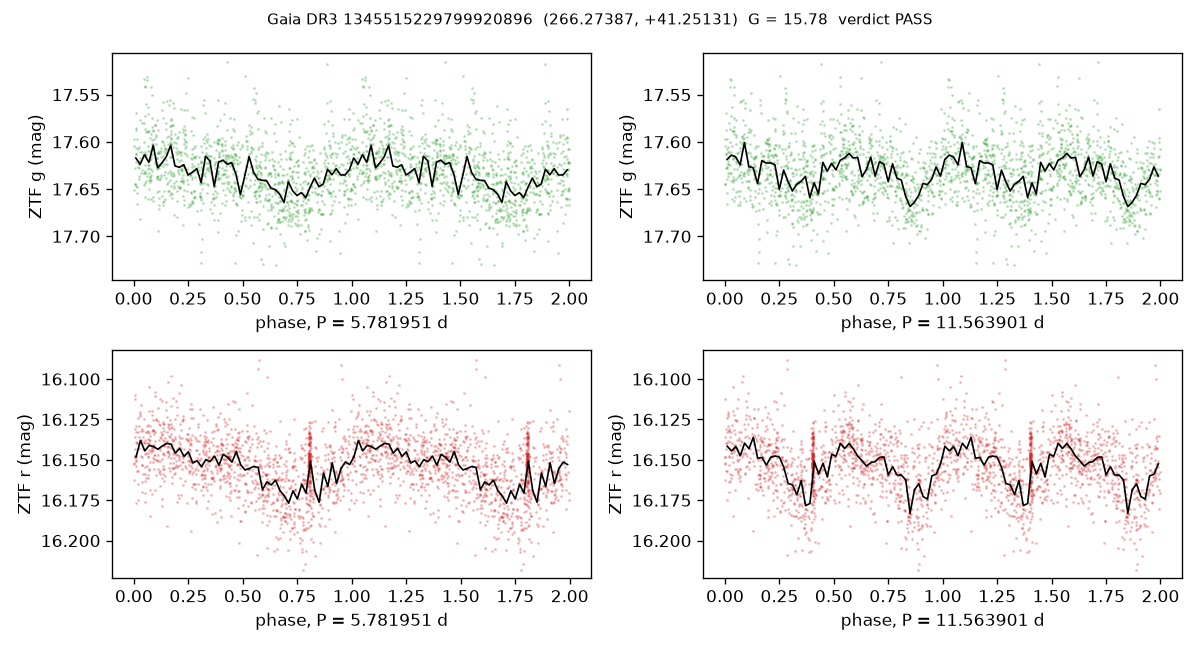 Gaia DR3 1345515229799920896  (266.27387, +41.25131)  G = 15.78  verdict PASS
ZTF g (mag)
17.55
17.60
17.65
17.70
0.00 0.25 0.50 0.75 1.00 1.25 1.50 1.75 2.00
phase, P = 5.781951 d
ZTF g (mag)
17.55
17.60
17.65
17.70
0.00 0.25 0.50 0.75 1.00 1.25 1.50 1.75 2.00
phase, P = 11.563901 d
ZTF r (mag)
16.100
16.125
16.150
16.175
16.200
0.00 0.25 0.50 0.75 1.00 1.25 1.50 1.75 2.00
phase, P = 5.781951 d
ZTF r (mag)
16.100
16.125
16.150
16.175
16.200
0.00 0.25 0.50 0.75 1.00 1.25 1.50 1.75 2.00
phase, P = 11.563901 d